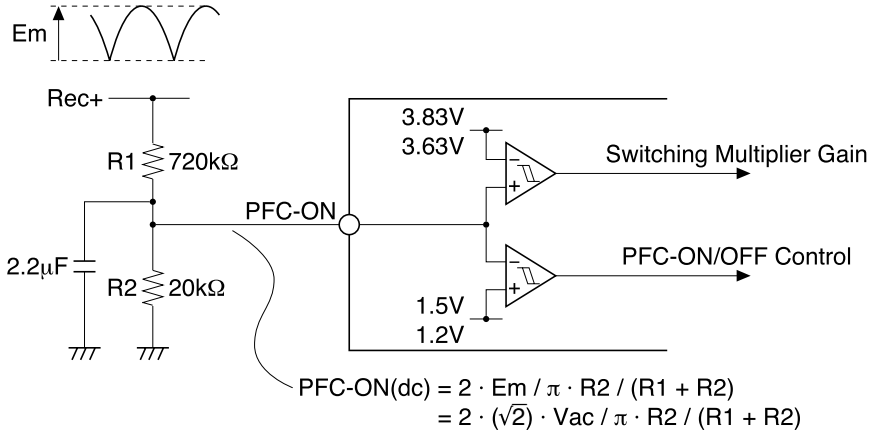 Em
Rec+
3.83V
3.63V
Switching Multiplier Gain
R1 720kΩ
−
+
PFC-ON
PFC-ON/OFF Control
2.2μF
R2 20kΩ
−
+
1.5V
1.2V
PFC-ON(dc) = 2 · Em / π · R2 / (R1 + R2)
= 2 · (√2) · Vac / π · R2 / (R1 + R2)